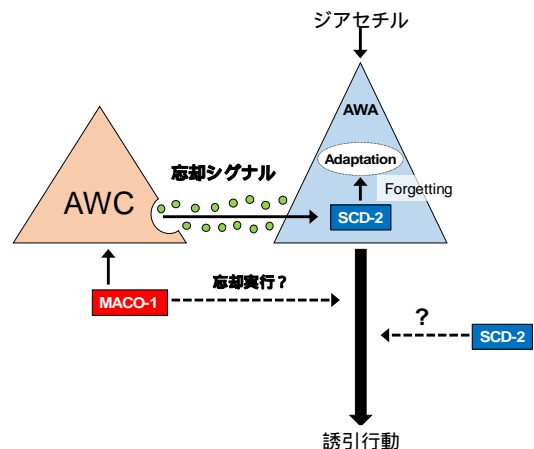 ジアセチル
AWA
忘却シグナル
Adaptation
Forgetting
AWC
SCD-2
MACO-1
忘却実行？
?
SCD-2
誘引行動